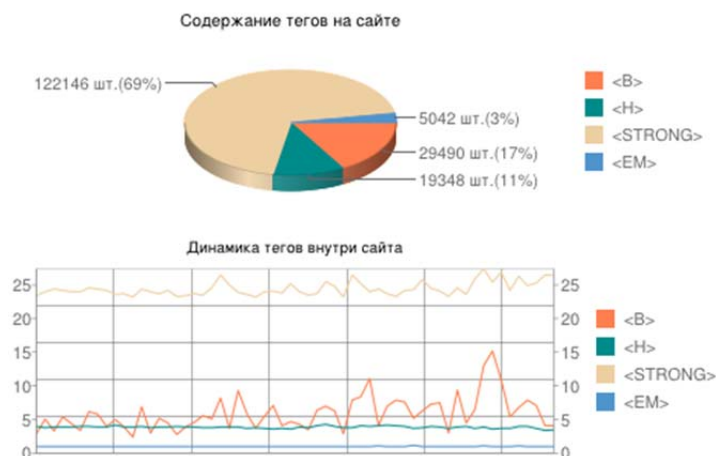 Содержание тегов на сайте
122146 шт.(69%)
5042 шт.(3%)
29490 шт.(17%)
19348 шт.(11%)
<B>
<H>
<STRONG>
<EM>
Динамика тегов внутри сайта
25 25
20 20
15 15
10 10
5 5
0 0
<B>
<H>
<STRONG>
<EM>